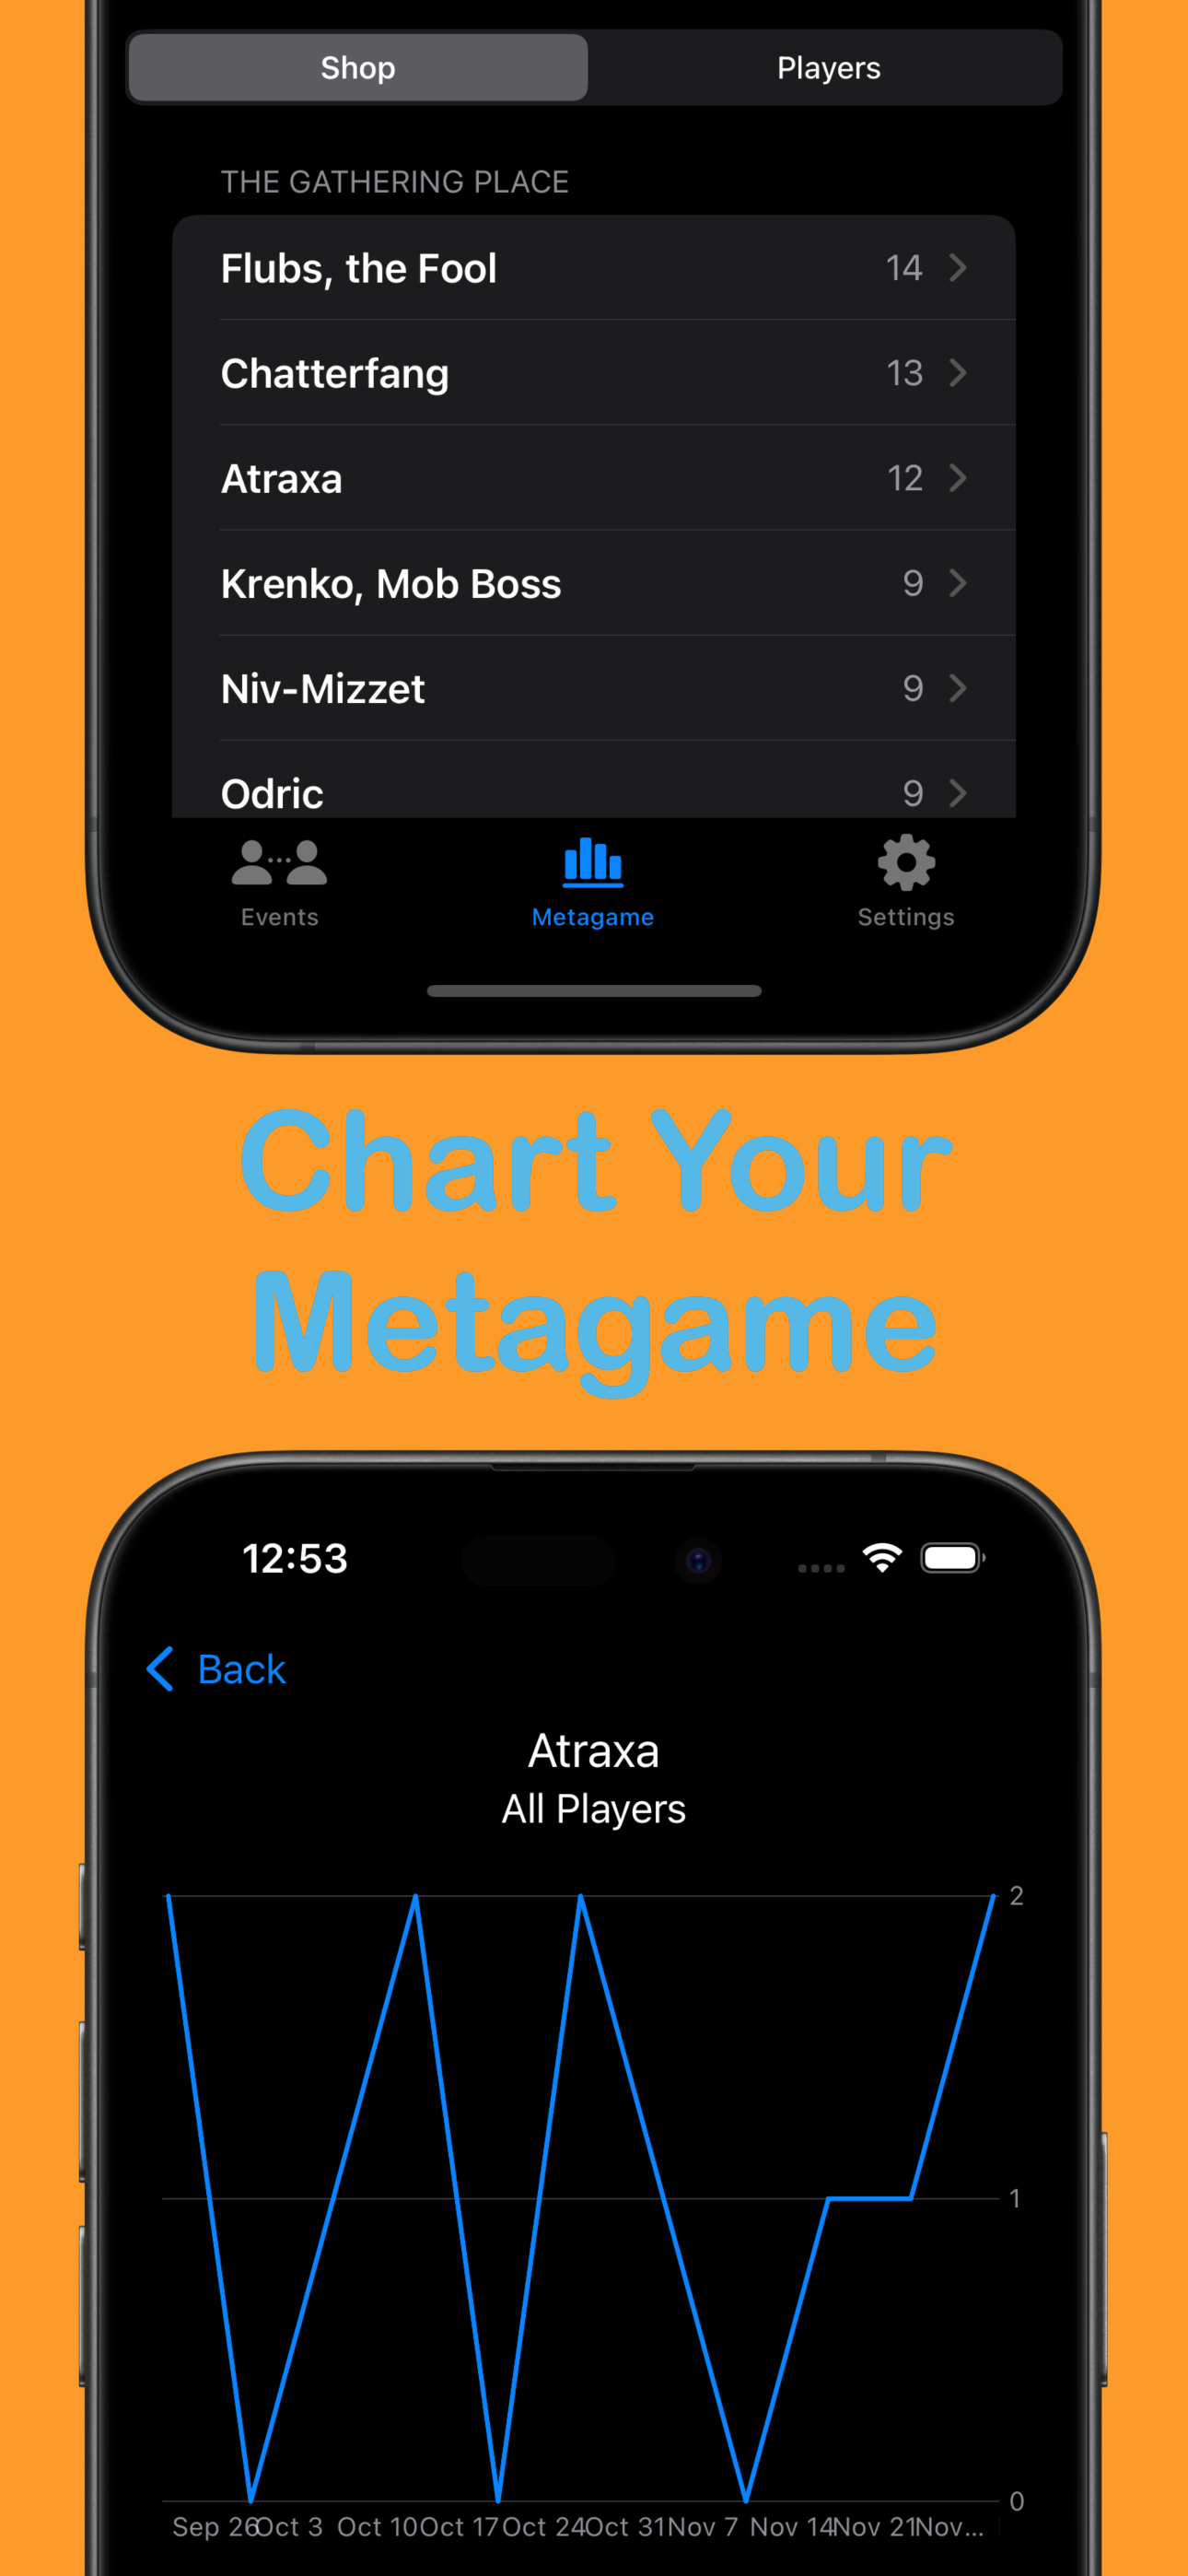 Shop Players
THE GATHERING PLACE
Flubs, the Fool 14
Chatterfang 13
Atraxa 12
Krenko, Mob Boss 9
Niv-Mizzet 9
Odric 9
Events Metagame Settings
Chart Your
Metagame
12:53
Back
Atraxa
All Players
2
1
0
Sep 26 Oct 3 Oct 10 Oct 17 Oct 24 Oct 31 Nov 7 Nov 14 Nov 21 Nov...